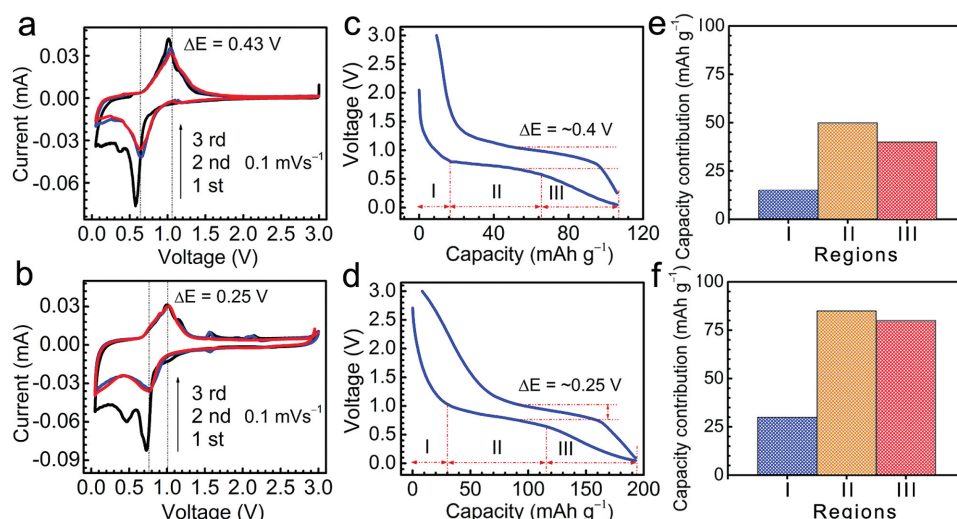 a
ΔE = 0.43 V
3 rd
2 nd 0.1 mVs⁻¹
1 st
Current (mA)
0.03
0.00
-0.03
-0.06
0.0 0.5 1.0 1.5 2.0 2.5 3.0
Voltage (V)
c
ΔE = ~0.4 V
I II III
Voltage (V)
3.0
2.5
2.0
1.5
1.0
0.5
0.0
0 40 80 120
Capacity (mAh g⁻¹)
e
Capacity contribution (mAh g⁻¹)
100
75
50
25
0
I II III
Regions
b
ΔE = 0.25 V
3 rd
2 nd 0.1 mVs⁻¹
1 st
Current (mA)
0.03
0.00
-0.03
-0.06
-0.09
0.0 0.5 1.0 1.5 2.0 2.5 3.0
Voltage (V)
d
ΔE = ~0.25 V
I II III
Voltage (V)
3.0
2.5
2.0
1.5
1.0
0.5
0.0
0 40 80 120 160 200
Capacity (mAh g⁻¹)
f
Capacity contribution (mAh g⁻¹)
100
75
50
25
0
I II III
Regions